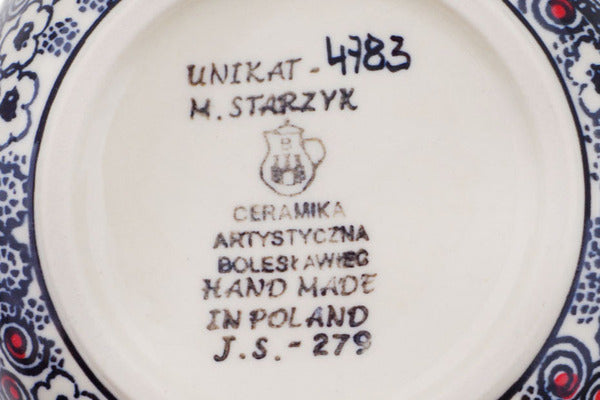 UNIKAT - 4783
M. STARZYK
B
CERAMIKA
ARTYSTYCZNA
BOLESŁAWIEC
HAND MADE
IN POLAND
J.S.-279